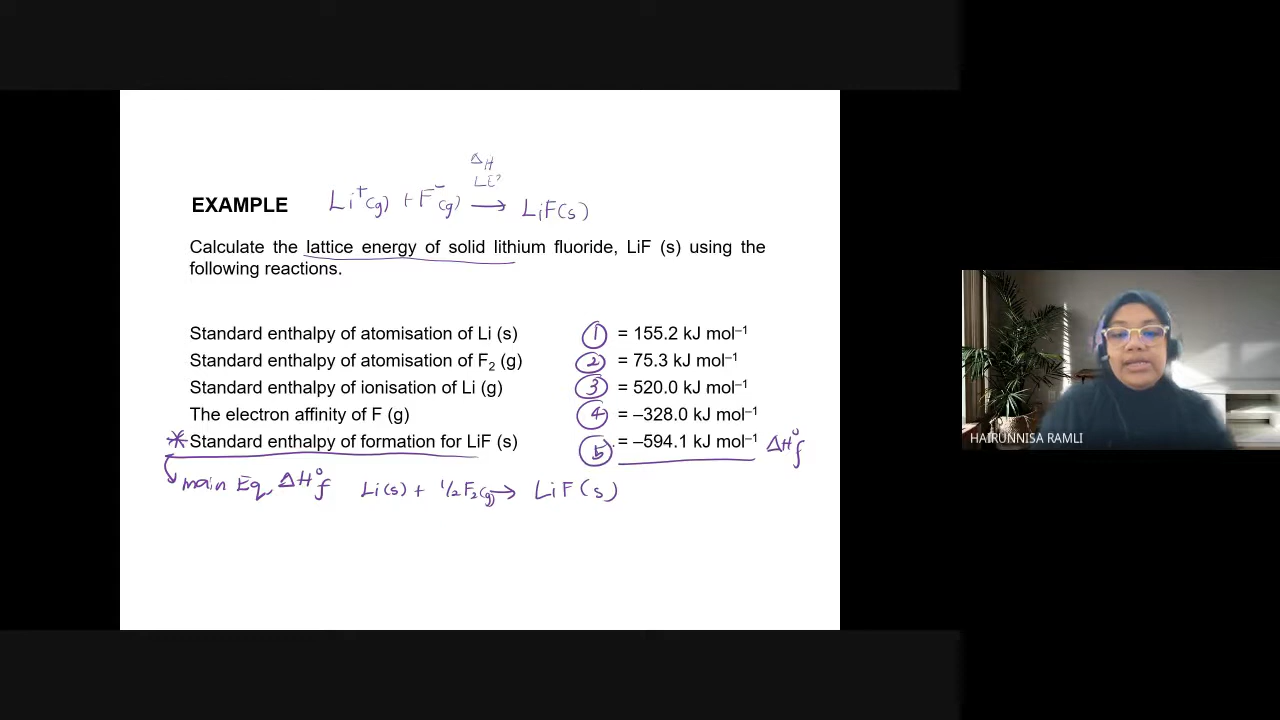 ΔH
LE?
EXAMPLE Li⁺(g) + F⁻(g) → LiF(s)
Calculate the lattice energy of solid lithium fluoride, LiF (s) using the
following reactions.
Standard enthalpy of atomisation of Li (s) ① = 155.2 kJ mol⁻¹
Standard enthalpy of atomisation of F₂ (g) ② = 75.3 kJ mol⁻¹
Standard enthalpy of ionisation of Li (g) ③ = 520.0 kJ mol⁻¹
The electron affinity of F (g) ④ = –328.0 kJ mol⁻¹
* Standard enthalpy of formation for LiF (s) ⑤ = –594.1 kJ mol⁻¹ ΔH°f
main Eq, ΔH°f Li(s) + ½F₂(g) → LiF(s)
HAIRUNNISA RAMLI